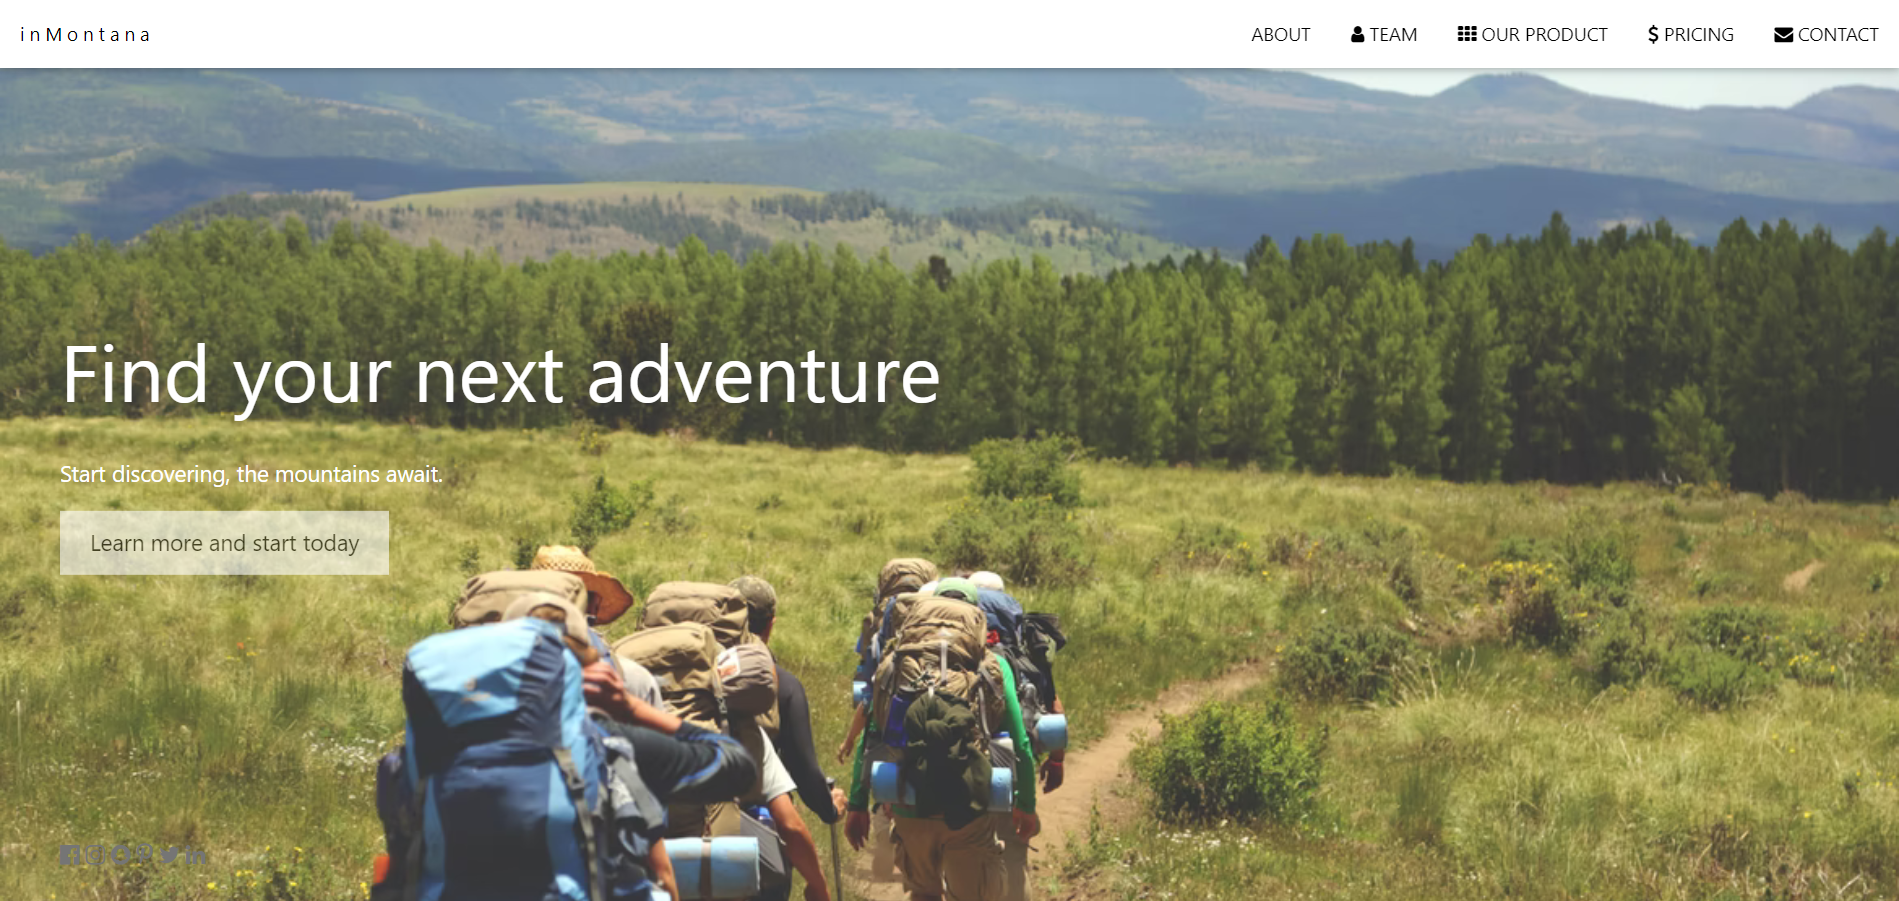 inMontana
ABOUT TEAM OUR PRODUCT PRICING CONTACT
Find your next adventure
Start discovering, the mountains await.
Learn more and start today